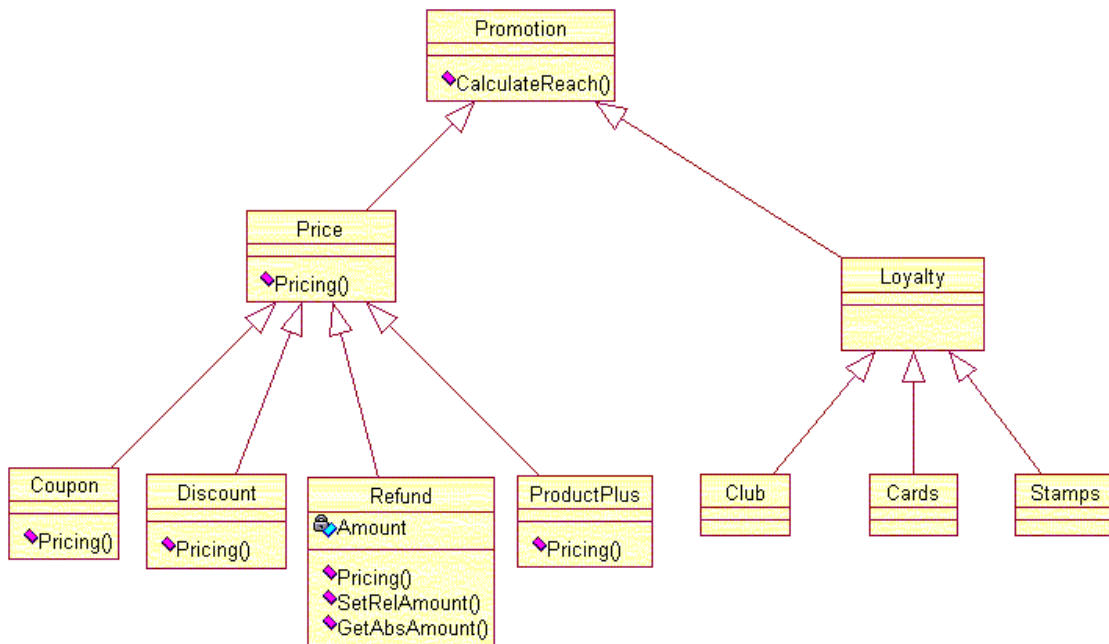 Promotion
CalculateReach()
Price
Pricing()
Loyalty
Coupon
Pricing()
Discount
Pricing()
Refund
Amount
Pricing()
SetRelAmount()
GetAbsAmount()
ProductPlus
Pricing()
Club
Cards
Stamps